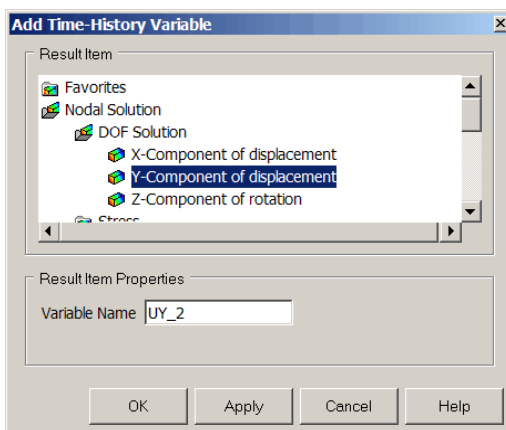 Add Time-History Variable
Result Item
Favorites
Nodal Solution
DOF Solution
X-Component of displacement
Y-Component of displacement
Z-Component of rotation
Stress
Result Item Properties
Variable Name UY_2
OK Apply Cancel Help